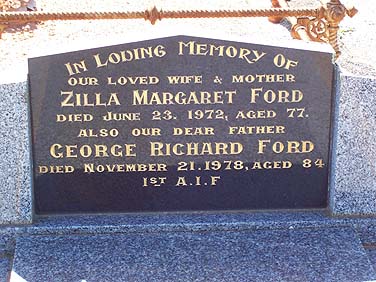 In Loving Memory Of
OUR LOVED WIFE & MOTHER
ZILLA MARGARET FORD
DIED JUNE 23. 1972, AGED 77.
ALSO OUR DEAR FATHER
GEORGE RICHARD FORD
DIED NOVEMBER 21.1978, AGED 84
1ST A.I.F